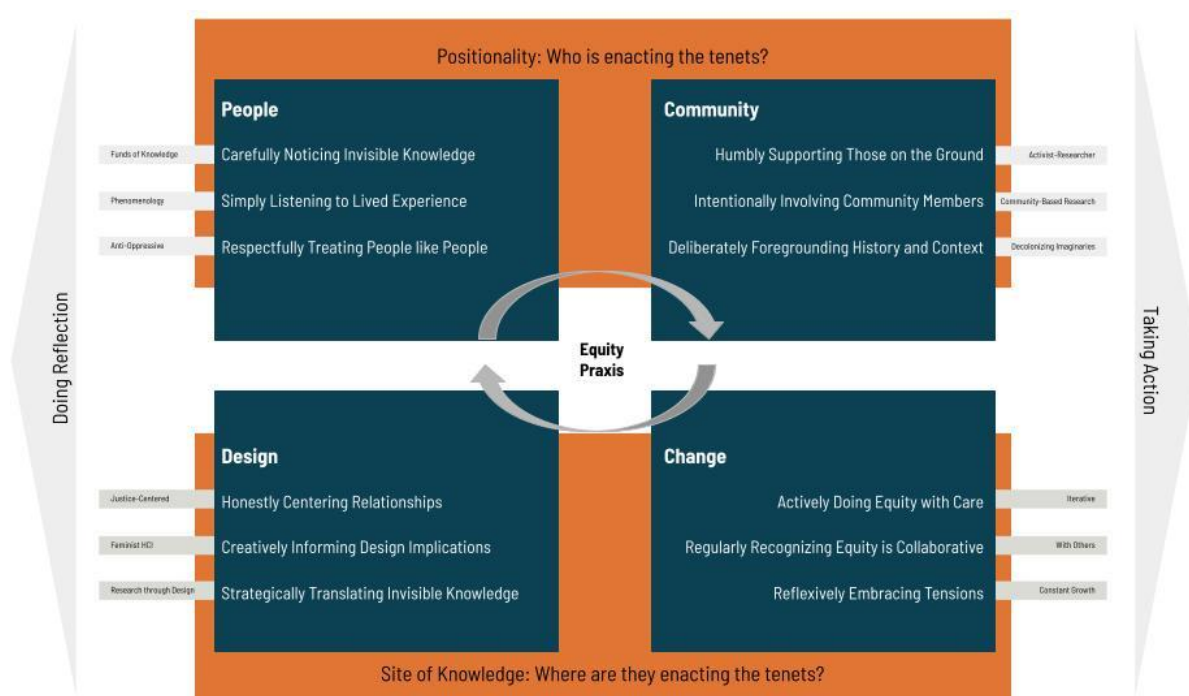 Positionality: Who is enacting the tenets?
People
Funds of Knowledge
Carefully Noticing Invisible Knowledge
Phenomenology
Simply Listening to Lived Experience
Anti-Oppressive
Respectfully Treating People like People
Community
Humbly Supporting Those on the Ground
Activist-Researcher
Intentionally Involving Community Members
Community-Based Research
Deliberately Foregrounding History and Context
Decolonizing Imaginaries
Doing Reflection
Equity
Praxis
Taking Action
Design
Justice-Centered
Honestly Centering Relationships
Feminist HCI
Creatively Informing Design Implications
Research through Design
Strategically Translating Invisible Knowledge
Change
Actively Doing Equity with Care
Iterative
Regularly Recognizing Equity is Collaborative
With Others
Reflexively Embracing Tensions
Constant Growth
Site of Knowledge: Where are they enacting the tenets?